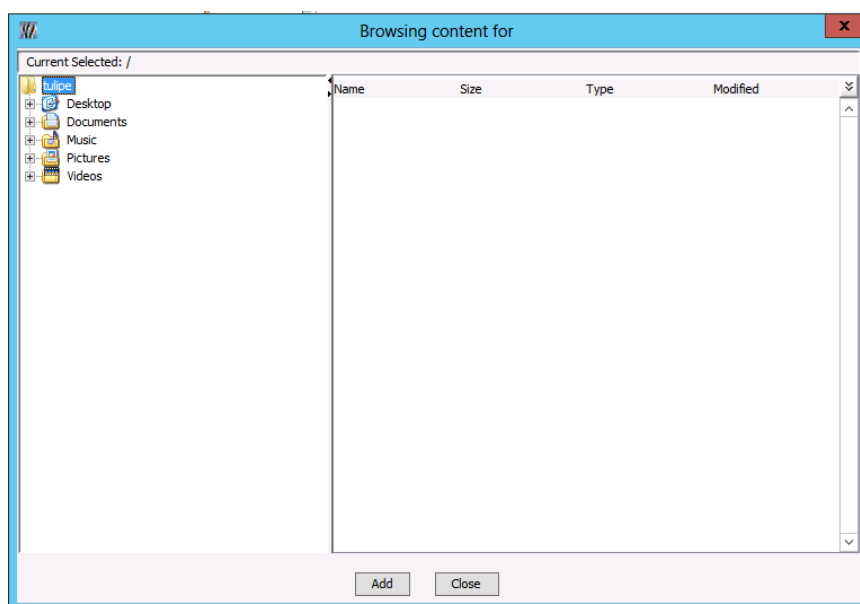 Browsing content for
x
Current Selected: /
tulipe
Desktop
Documents
Music
Pictures
Videos
Name Size Type Modified
Add Close